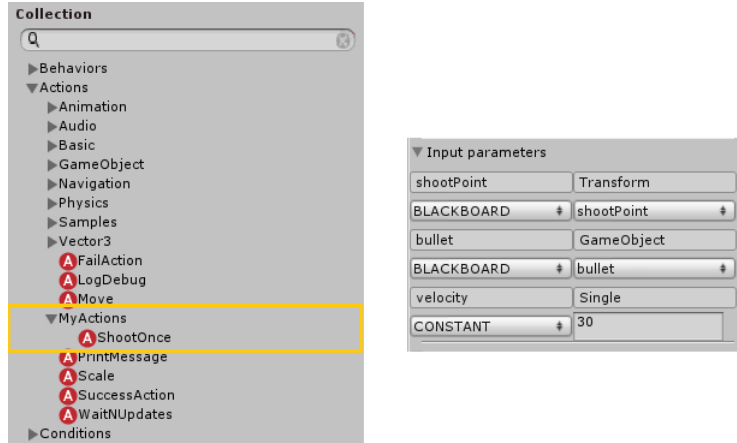 Collection
Behaviors
Actions
Animation
Audio
Basic
GameObject
Navigation
Physics
Samples
Vector3
A FailAction
A LogDebug
A Move
MyActions
A ShootOnce
A PrintMessage
A Scale
A SuccessAction
A WaitNUpdates
Conditions
Input parameters
shootPoint Transform
BLACKBOARD shootPoint
bullet GameObject
BLACKBOARD bullet
velocity Single
CONSTANT 30